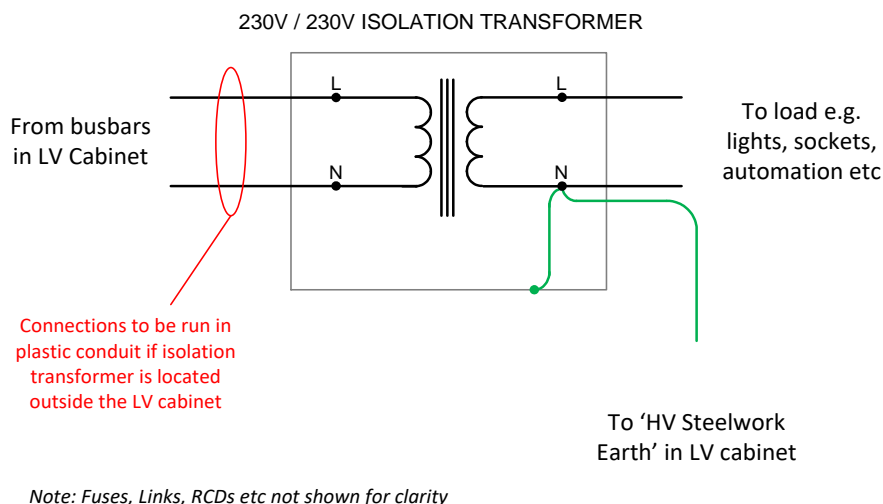 230V / 230V ISOLATION TRANSFORMER
L
L
From busbars
in LV Cabinet
To load e.g.
lights, sockets,
automation etc
N
N
Connections to be run in
plastic conduit if isolation
transformer is located
outside the LV cabinet
To ‘HV Steelwork
Earth’ in LV cabinet
Note: Fuses, Links, RCDs etc not shown for clarity